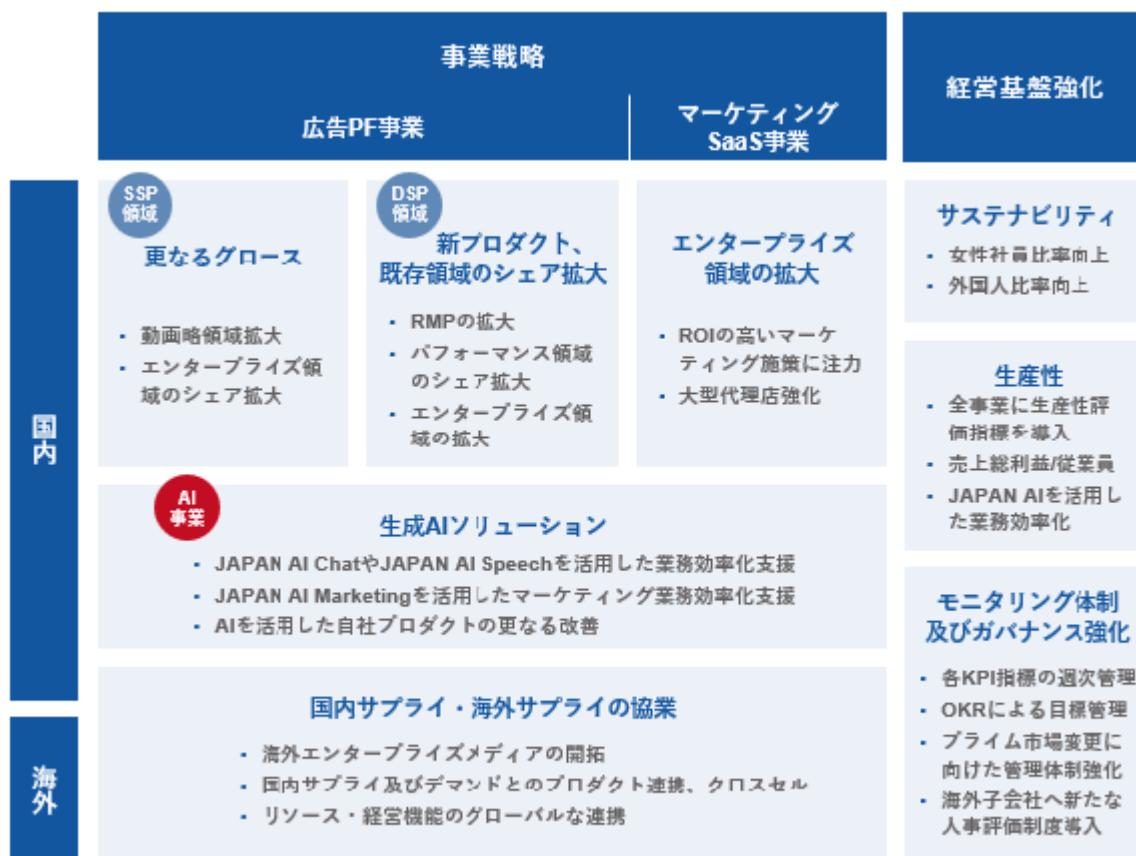 事業戦略
広告PF事業
マーケティング
SaaS事業
経営基盤強化
国内
海外
SSP
領域
更なるグロース
・動画略領域拡大
・エンタープライズ領
域のシェア拡大
DSP
領域
新プロダクト、
既存領域のシェア拡大
・RMPの拡大
・パフォーマンス領域
のシェア拡大
・エンタープライズ領
域の拡大
エンタープライズ
領域の拡大
・ROIの高いマーケ
ティング施策に注力
・大型代理店強化
AI
事業
生成AIソリューション
・JAPAN AI ChatやJAPAN AI Speechを活用した業務効率化支援
・JAPAN AI Marketingを活用したマーケティング業務効率化支援
・AIを活用した自社プロダクトの更なる改善
国内サプライ・海外サプライの協業
・海外エンタープライズメディアの開拓
・国内サプライ及びデマンドとのプロダクト連携、クロスセル
・リソース・経営機能のグローバルな連携
サステナビリティ
・女性社員比率向上
・外国人比率向上
生産性
・全事業に生産性評
価指標を導入
・売上総利益/従業員
・JAPAN AIを活用し
た業務効率化
モニタリング体制
及びガバナンス強化
・各KPI指標の週次管理
・OKRによる目標管理
・プライム市場変更に
向けた管理体制強化
・海外子会社へ新たな
人事評価制度導入